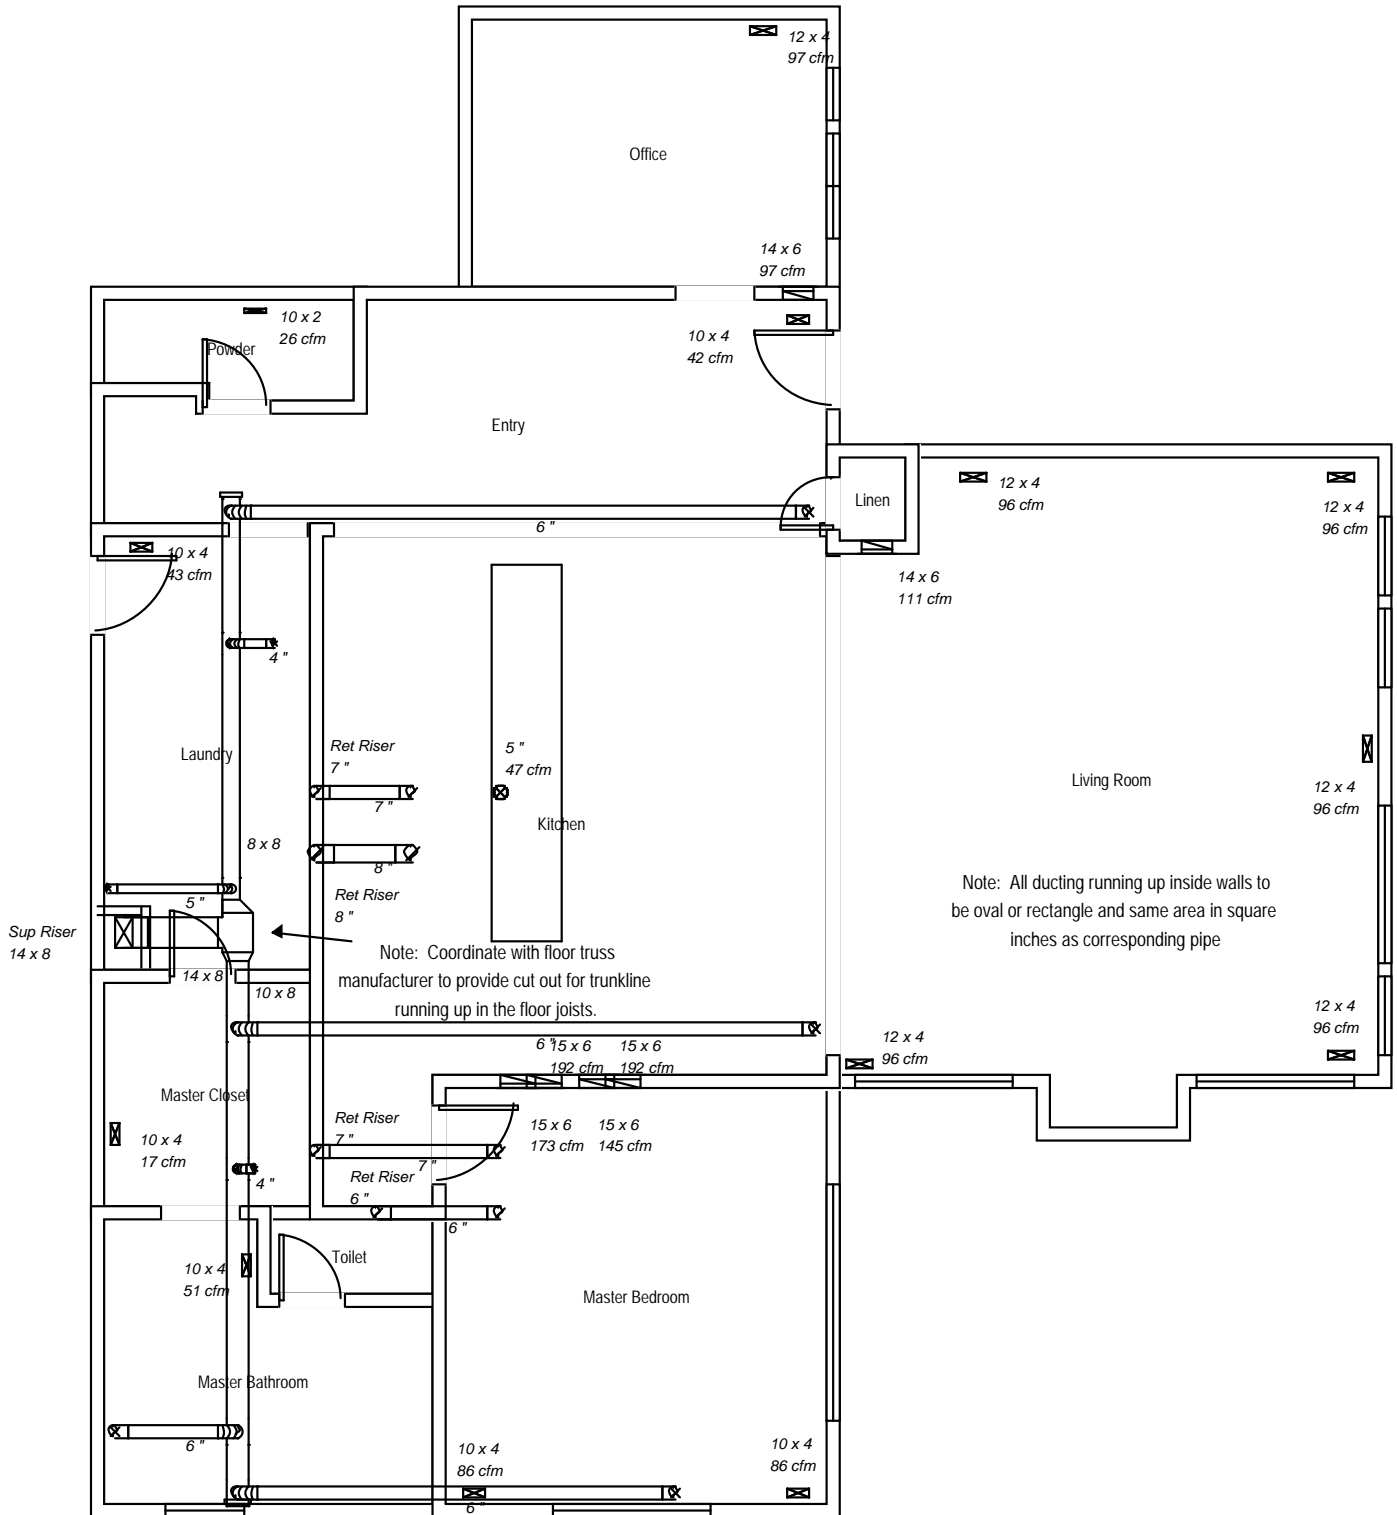 12 x 4
97 cfm
Office
14 x 6
97 cfm
10 x 2
26 cfm
Powder
10 x 4
42 cfm
Entry
Linen
12 x 4
96 cfm
12 x 4
96 cfm
6 "
10 x 4
43 cfm
14 x 6
111 cfm
4 "
Laundry
Ret Riser
7 "
7 "
5 "
47 cfm
Kitchen
Living Room
12 x 4
96 cfm
8 x 8
8 "
Ret Riser
8 "
5 "
Sup Riser
14 x 8
Note: All ducting running up inside walls to
be oval or rectangle and same area in square
inches as corresponding pipe
Note: Coordinate with floor truss
manufacturer to provide cut out for trunkline
running up in the floor joists.
14 x 8
10 x 8
12 x 4
96 cfm
12 x 4
96 cfm
6 "
15 x 6
192 cfm
15 x 6
192 cfm
Master Closet
10 x 4
17 cfm
Ret Riser
7 "
7 "
15 x 6
173 cfm
15 x 6
145 cfm
4 "
Ret Riser
6 "
6 "
Toilet
10 x 4
51 cfm
Master Bedroom
Master Bathroom
6 "
10 x 4
86 cfm
10 x 4
86 cfm
6 "